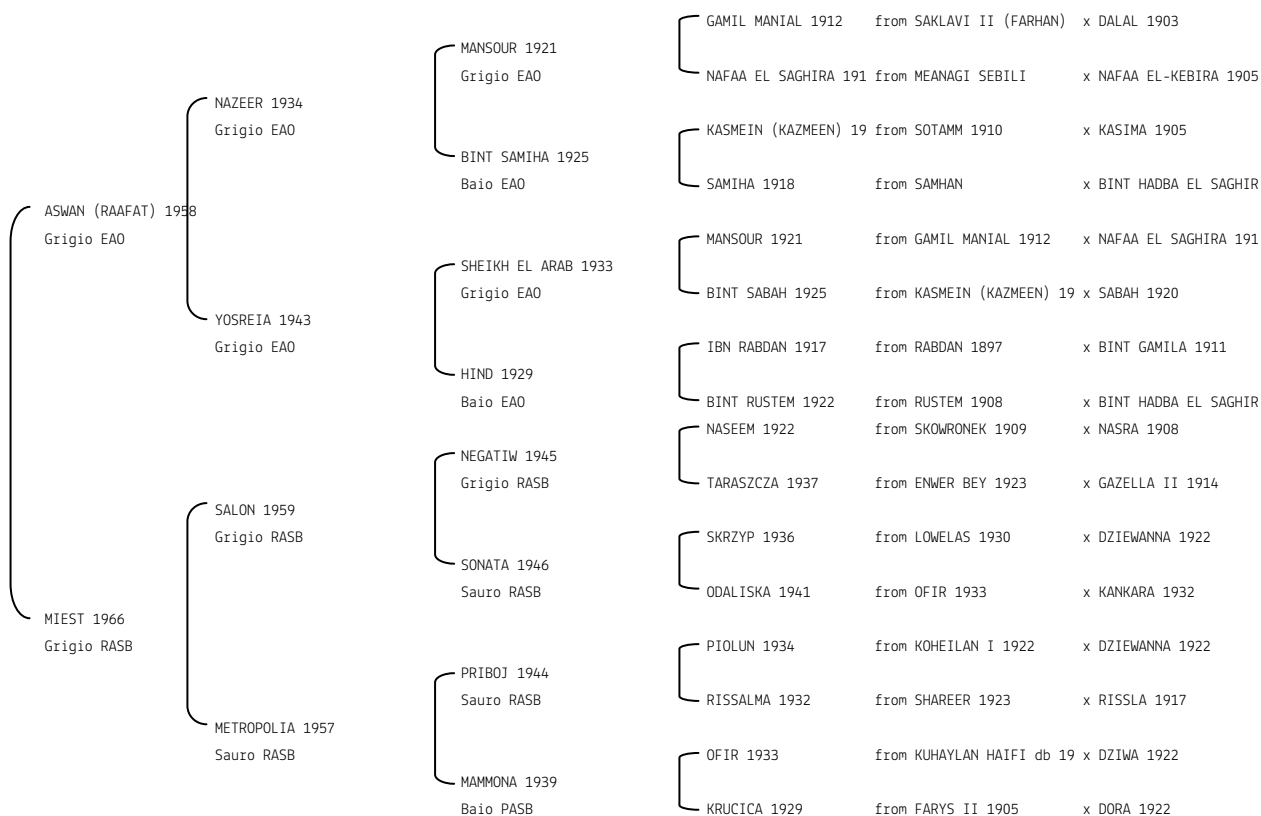 GAMIL MANIAL 1912 from SAKLAVI II (FARHAN) x DALAL 1903
MANSOUR 1921
Grigio EAO NAFAA EL SAGHIRA 191 from MEANAGI SEBILI x NAFAA EL-KEBIRA 1905
NAZEER 1934
Grigio EAO KASMEIN (KAZMEEN) 19 from SOTAMM 1910 x KASIMA 1905
BINT SAMIHA 1925
Baio EAO SAMIHA 1918 from SAMHAN x BINT HADBA EL SAGHIR
ASWAN (RAAFAT) 1958
Grigio EAO MANSOUR 1921 from GAMIL MANIAL 1912 x NAFAA EL SAGHIRA 191
SHEIKH EL ARAB 1933
Grigio EAO BINT SABAH 1925 from KASMEIN (KAZMEEN) 19 x SABAH 1920
YOSREIA 1943
Grigio EAO IBN RABDAN 1917 from RABDAN 1897 x BINT GAMILA 1911
HIND 1929
Baio EAO BINT RUSTEM 1922 from RUSTEM 1908 x BINT HADBA EL SAGHIR
NASEEM 1922 from SKOWRONEK 1909 x NASRA 1908
NEGATIW 1945
Grigio RASB TARASZCZA 1937 from ENWER BEY 1923 x GAZELLA II 1914
SALON 1959
Grigio RASB SKRZYP 1936 from LOWELAS 1930 x DZIEWANNA 1922
SONATA 1946
Sauro RASB ODALISKA 1941 from OFIR 1933 x KANKARA 1932
MIEST 1966
Grigio RASB PIOLUN 1934 from KOHEILAN I 1922 x DZIEWANNA 1922
PRIBOJ 1944
Sauro RASB RISSALMA 1932 from SHAREER 1923 x RISSLA 1917
METROPOLIA 1957
Sauro RASB OFIR 1933 from KUHAYLAN HAIFI db 19 x DZIWA 1922
MAMMONA 1939
Baio PASB KRUCICA 1929 from FARYS II 1905 x DORA 1922